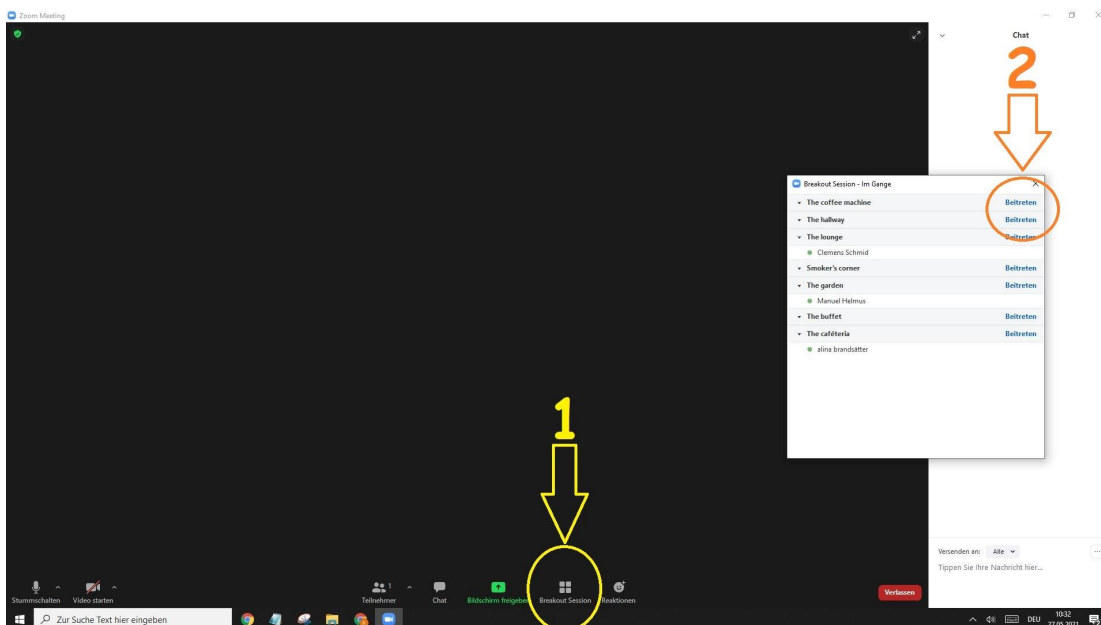 Zoom Meeting
Chat
2
Breakout Session - Im Gange
The coffee machine Beitreten
The hallway Beitreten
The lounge Beitreten
Clemens Schmid
Smoker's corner Beitreten
The garden Beitreten
Manuel Helmus
The buffet Beitreten
The caféteria Beitreten
alina brandsätter
1
Versenden an: Alle
Tippen Sie Ihre Nachricht hier...
1
Stummschalten Video starten Teilnehmer Chat Bildschirm freigeben Breakout Session Reaktionen Verlassen
Zur Suche Text hier eingeben DEU 10:32
27.05.2021